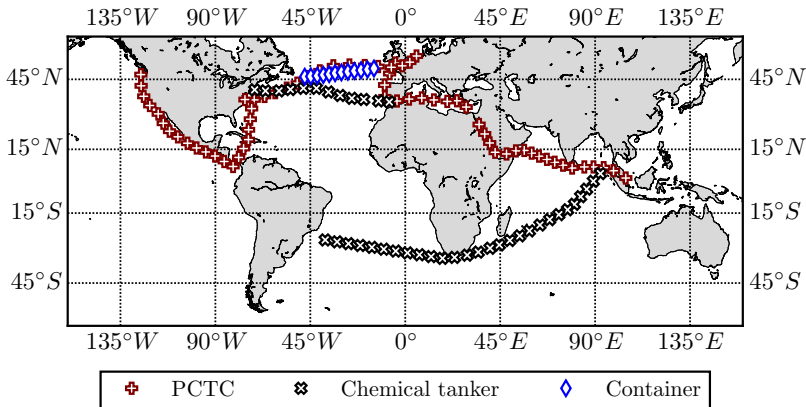 135°W 90°W 45°W 0° 45°E 90°E 135°E
45°N 45°N
15°N 15°N
15°S 15°S
45°S 45°S
135°W 90°W 45°W 0° 45°E 90°E 135°E
PCTC Chemical tanker Container